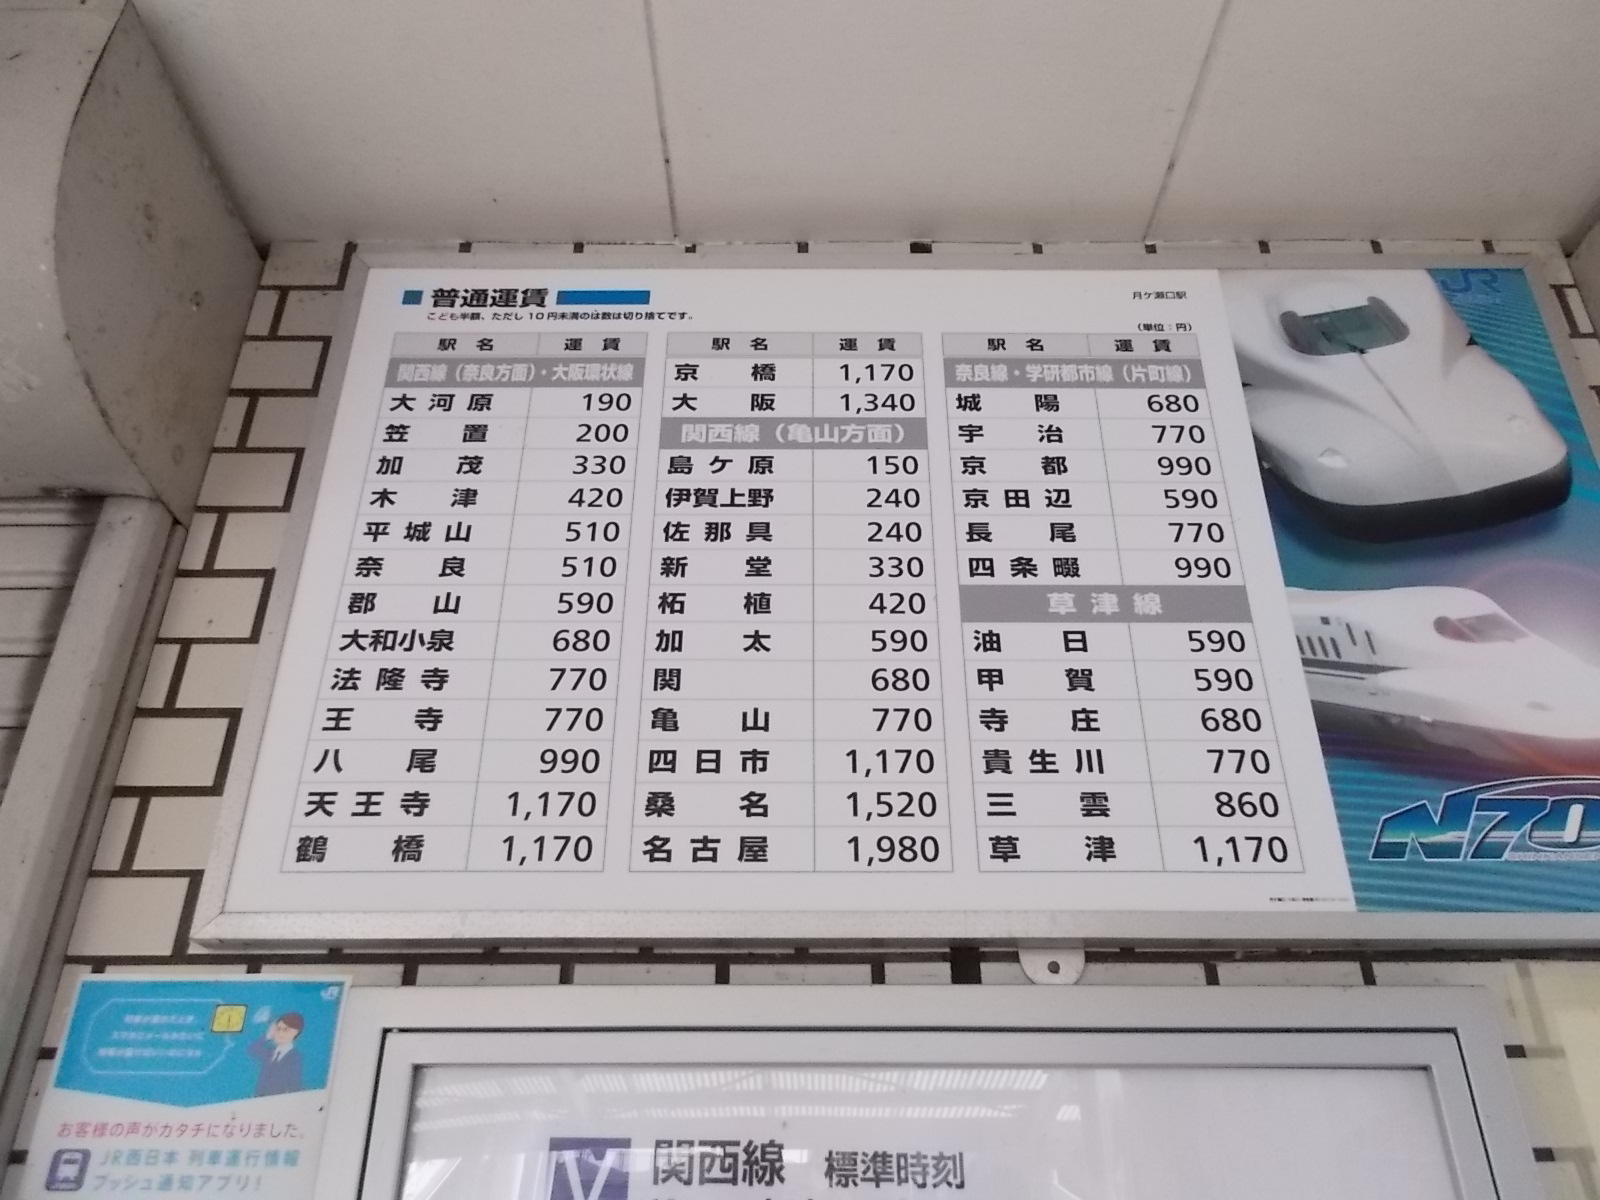 普通運賃
月ケ瀬口駅
こども半額、ただし10円未満のは数は切り捨てです。
(単位:円)
駅名 運賃
関西線(奈良方面)・大阪環状線
大河原 190
笠置 200
加茂 330
木津 420
平城山 510
奈良 510
郡山 590
大和小泉 680
法隆寺 770
王寺 770
八尾 990
天王寺 1,170
鶴橋 1,170
駅名 運賃
京橋 1,170
大阪 1,340
関西線(亀山方面)
島ケ原 150
伊賀上野 240
佐那具 240
新堂 330
柘植 420
加太 590
関 680
亀山 770
四日市 1,170
桑名 1,520
名古屋 1,980
駅名 運賃
奈良線・学研都市線(片町線)
城陽 680
宇治 770
京都 990
京田辺 590
長尾 770
四条畷 990
草津線
油日 590
甲賀 590
寺庄 680
貴生川 770
三雲 860
草津 1,170
JR
N70
お客様の声がカタチになりました。
JR西日本 列車運行情報
プッシュ通知アプリ!
V 関西線 標準時刻